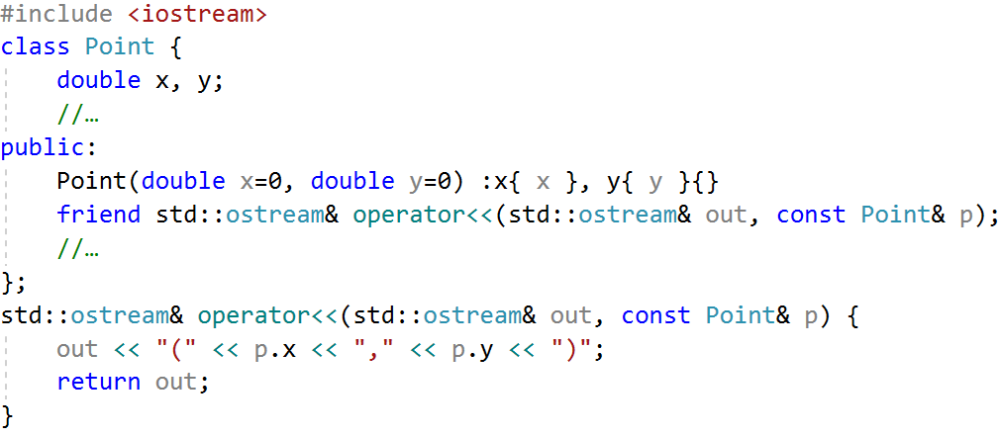 #include <iostream>
class Point {
    double x, y;
    //…
public:
    Point(double x=0, double y=0) :x{ x }, y{ y }{}
    friend std::ostream& operator<<(std::ostream& out, const Point& p);
    //…
};
std::ostream& operator<<(std::ostream& out, const Point& p) {
    out << "(" << p.x << "," << p.y << ")";
    return out;
}